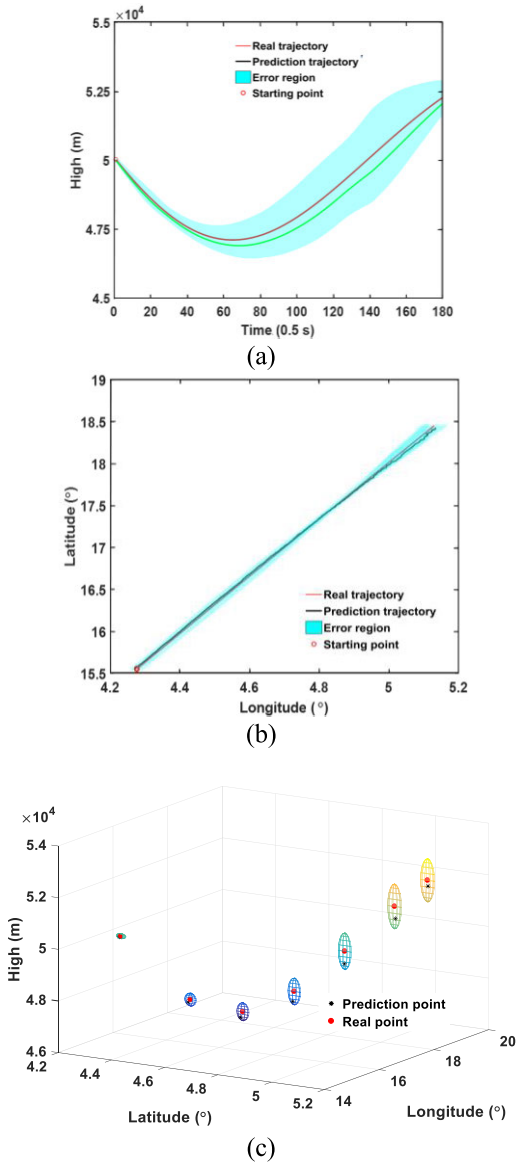 ×10⁴
5.5
5.25
5
4.75
4.5
High (m)
Real trajectory
Prediction trajectory
Error region
Starting point
0 20 40 60 80 100 120 140 160 180
Time (0.5 s)
(a)
19
18.5
18
17.5
17
16.5
16
15.5
Latitude (°)
Real trajectory
Prediction trajectory
Error region
Starting point
4.2 4.4 4.6 4.8 5 5.2
Longitude (°)
(b)
×10⁴
5.4
5.2
5
4.8
4.6
High (m)
Prediction point
Real point
4.2 4.4 4.6 4.8 5 5.2
14 16 18 20
Latitude (°)
Longitude (°)
(c)